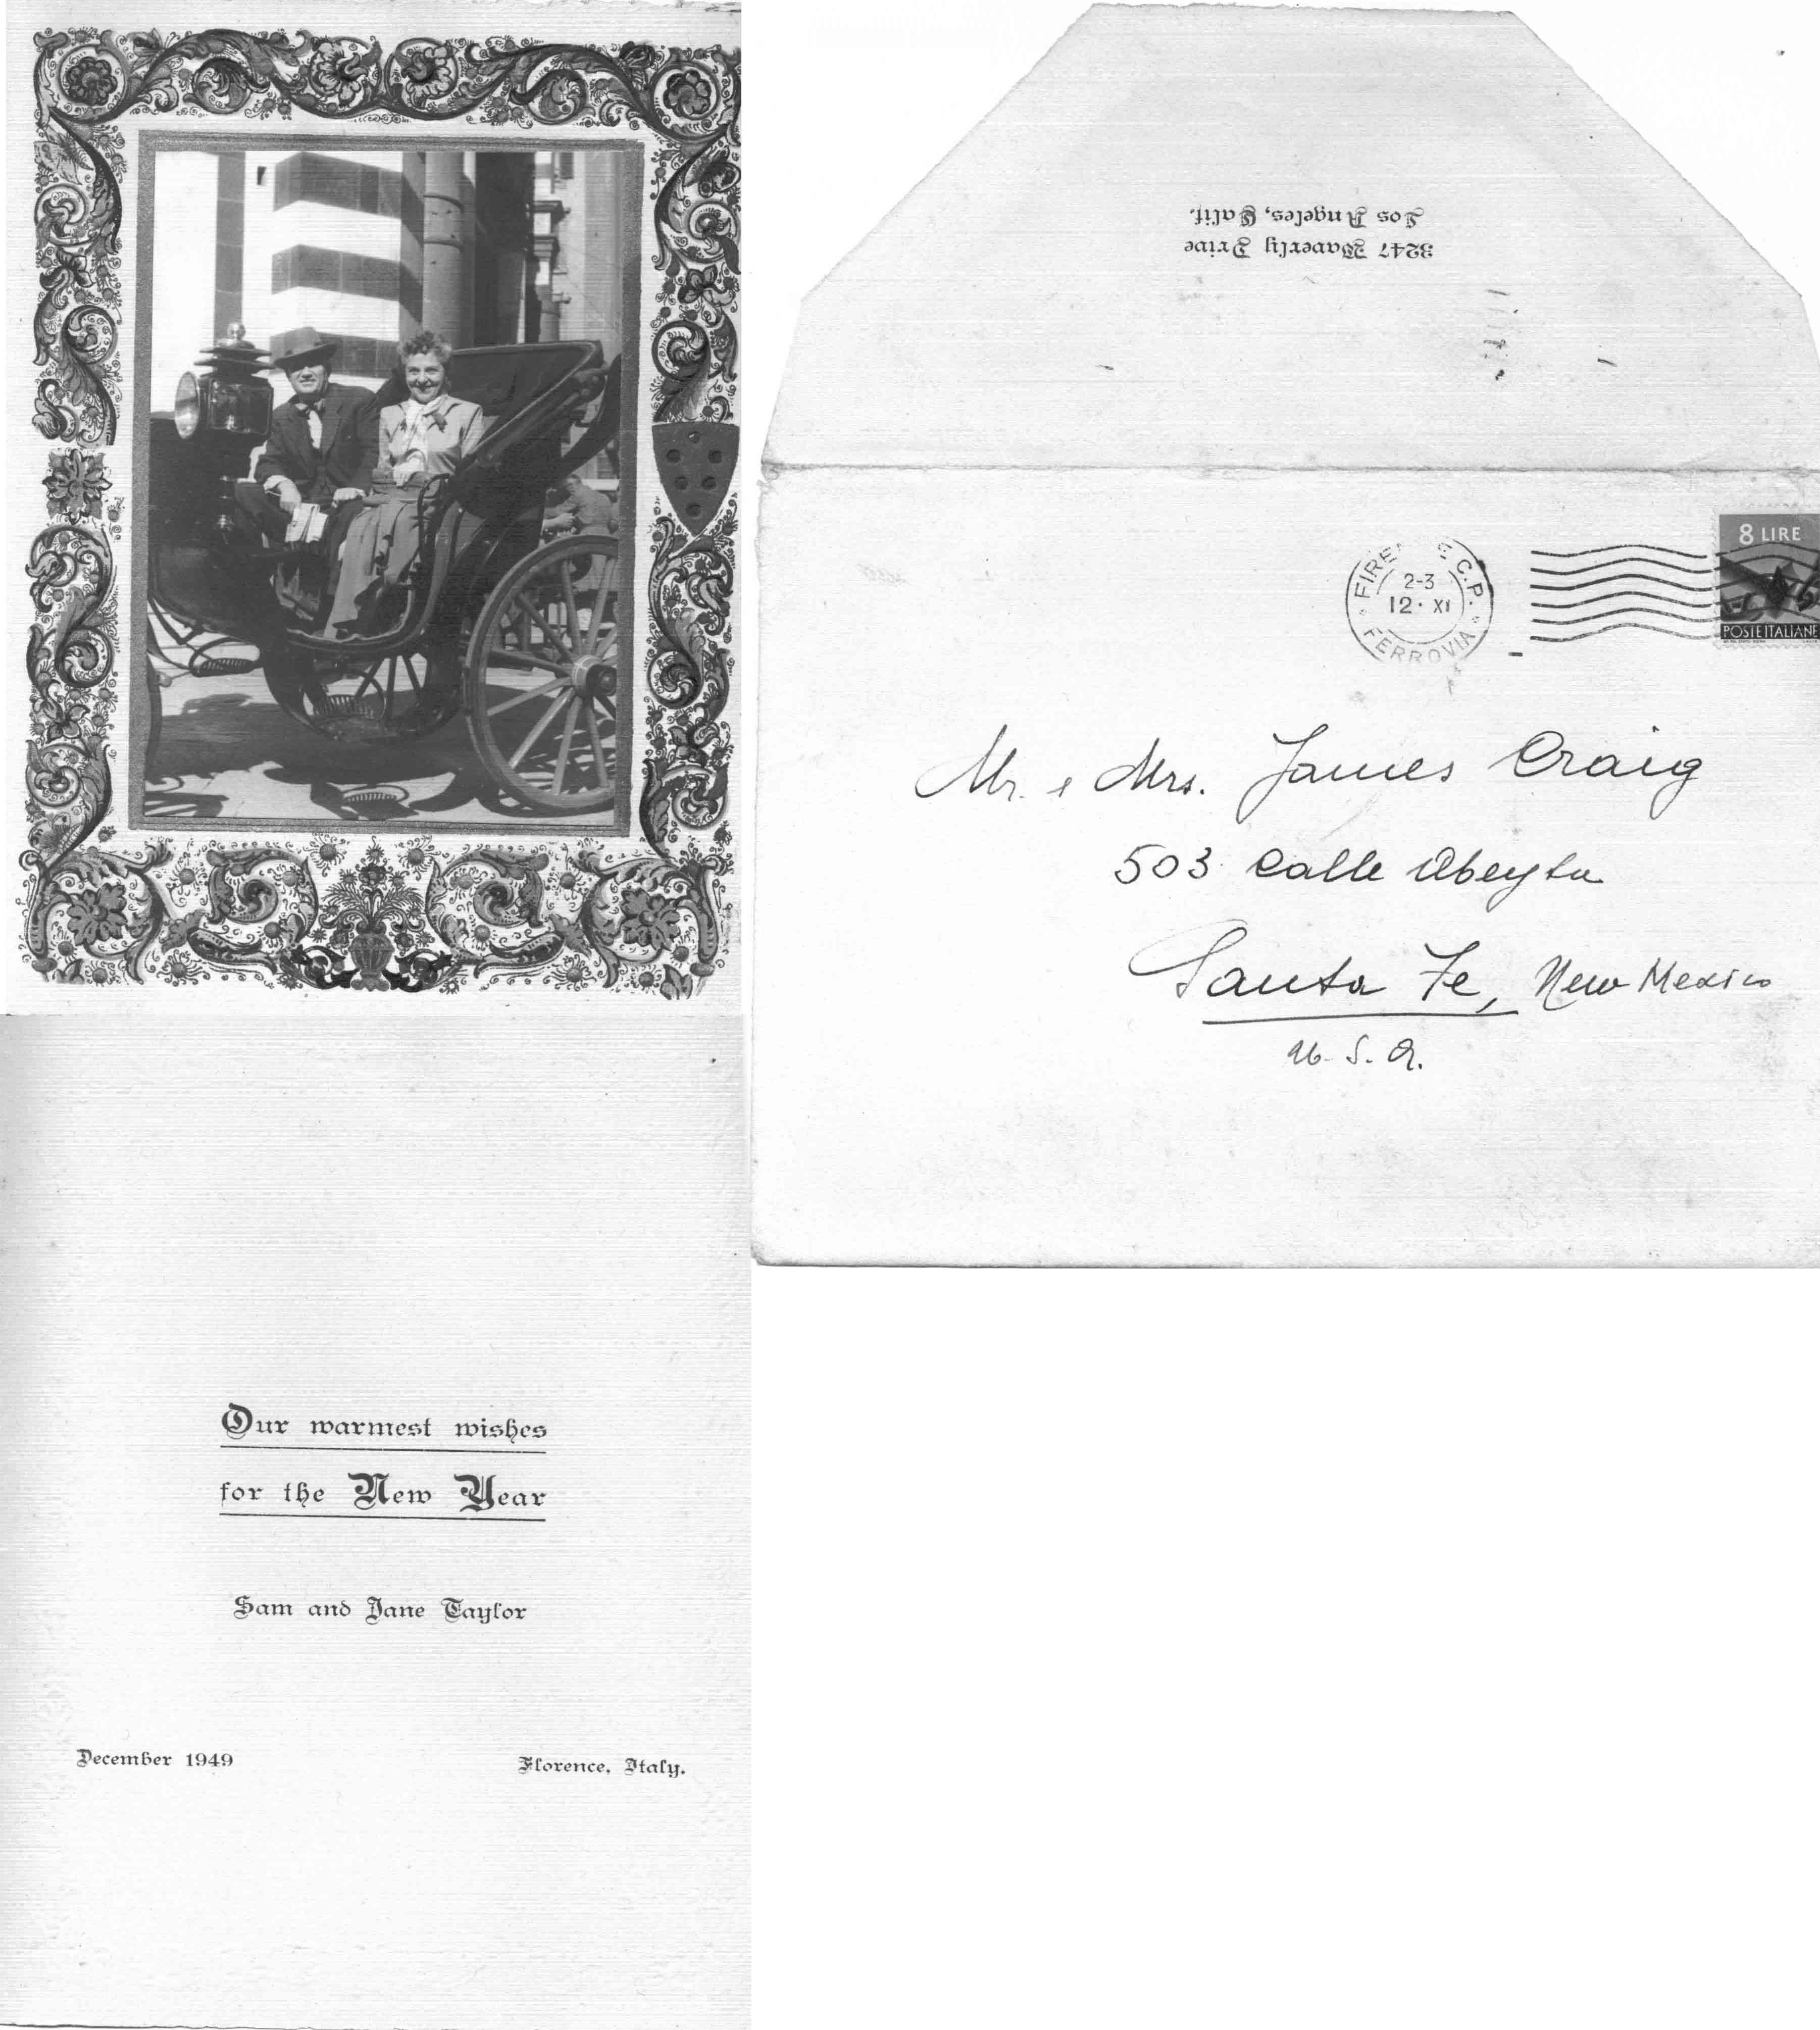 Our warmest wishes
for the New Year
Sam and Jane Taylor
December 1949
Florence, Italy.
3247 Waverly Drive
Los Angeles, Calif.
C.P.
2-3
12 · XI
FERROVIA
8 LIRE
POSTE ITALIANE
Mr. & Mrs. James Craig
503 Calle Abeyta
Santa Fe, New Mexico
U. S. A.